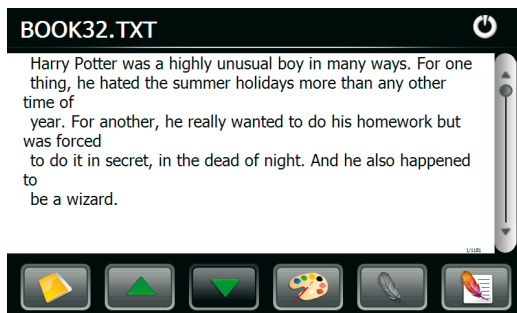 BOOK32.TXT
Harry Potter was a highly unusual boy in many ways. For one
thing, he hated the summer holidays more than any other
time of
year. For another, he really wanted to do his homework but
was forced
to do it in secret, in the dead of night. And he also happened
to
be a wizard.
1/1181